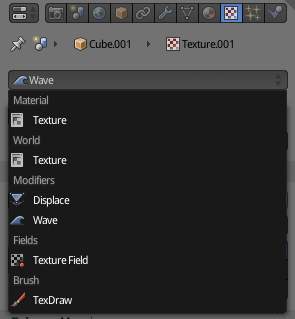 Cube.001 Texture.001
Wave
Material
Texture
World
Texture
Modifiers
Displace
Wave
Fields
Texture Field
Brush
TexDraw